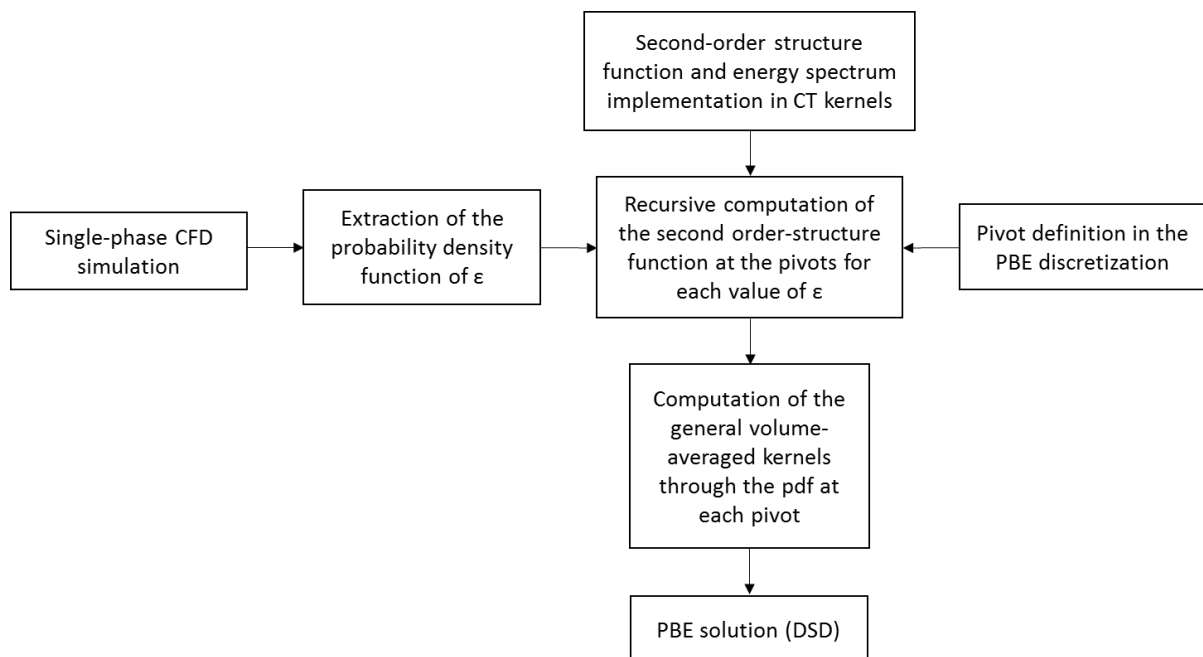 Second-order structure
function and energy spectrum
implementation in CT kernels
Single-phase CFD
simulation
Extraction of the
probability density
function of ε
Recursive computation of
the second order-structure
function at the pivots for
each value of ε
Pivot definition in the
PBE discretization
Computation of the
general volume-
averaged kernels
through the pdf at
each pivot
PBE solution (DSD)